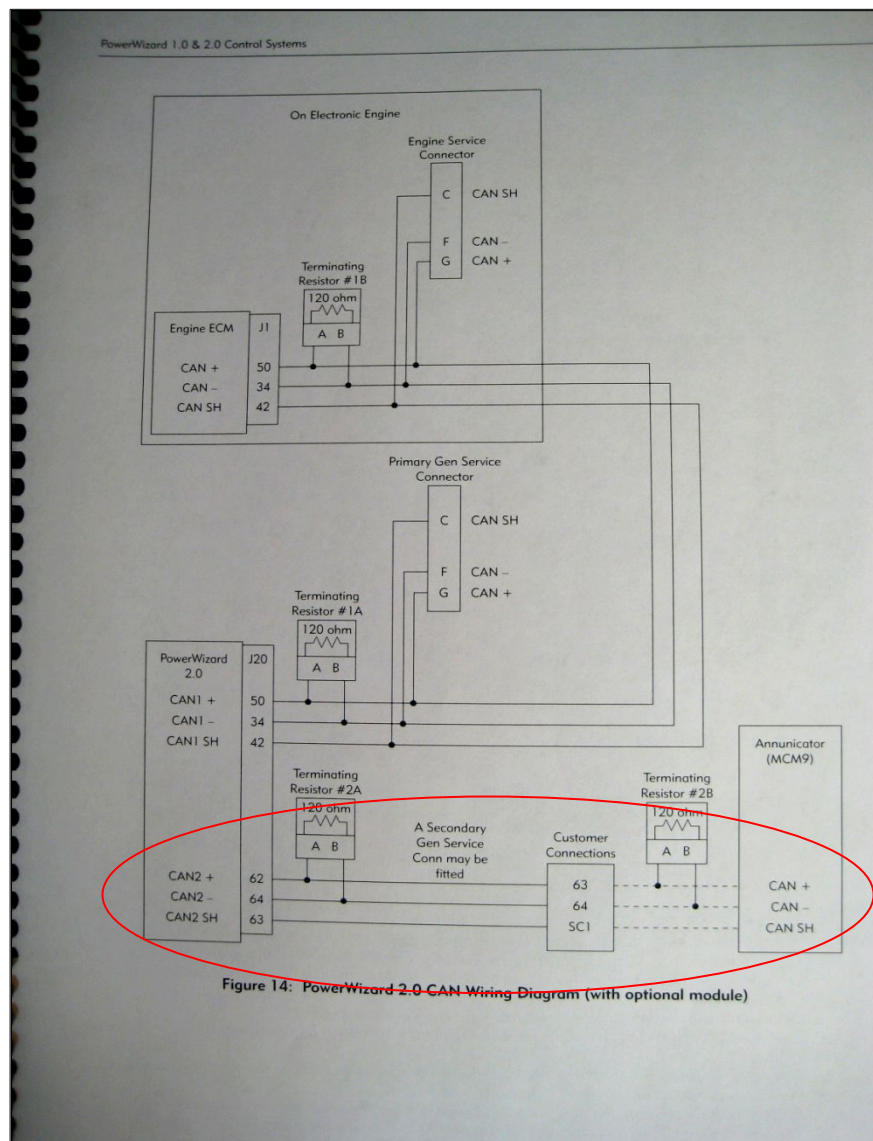 PowerWizard 1.0 & 2.0 Control Systems
On Electronic Engine
Engine Service
Connector
C CAN SH
F CAN –
G CAN +
Terminating
Resistor #1B
120 ohm
A B
Engine ECM J1
CAN + 50
CAN – 34
CAN SH 42
Primary Gen Service
Connector
C CAN SH
F CAN –
G CAN +
Terminating
Resistor #1A
120 ohm
A B
PowerWizard
2.0
J20
CAN1 + 50
CAN1 – 34
CAN1 SH 42
Annunicator
(MCM9)
Terminating
Resistor #2A
120 ohm
A B
Terminating
Resistor #2B
120 ohm
A B
A Secondary
Gen Service
Conn may be
fitted
Customer
Connections
CAN2 + 62 63 CAN +
CAN2 – 64 64 CAN –
CAN2 SH 63 SC1 CAN SH
Figure 14: PowerWizard 2.0 CAN Wiring Diagram (with optional module)